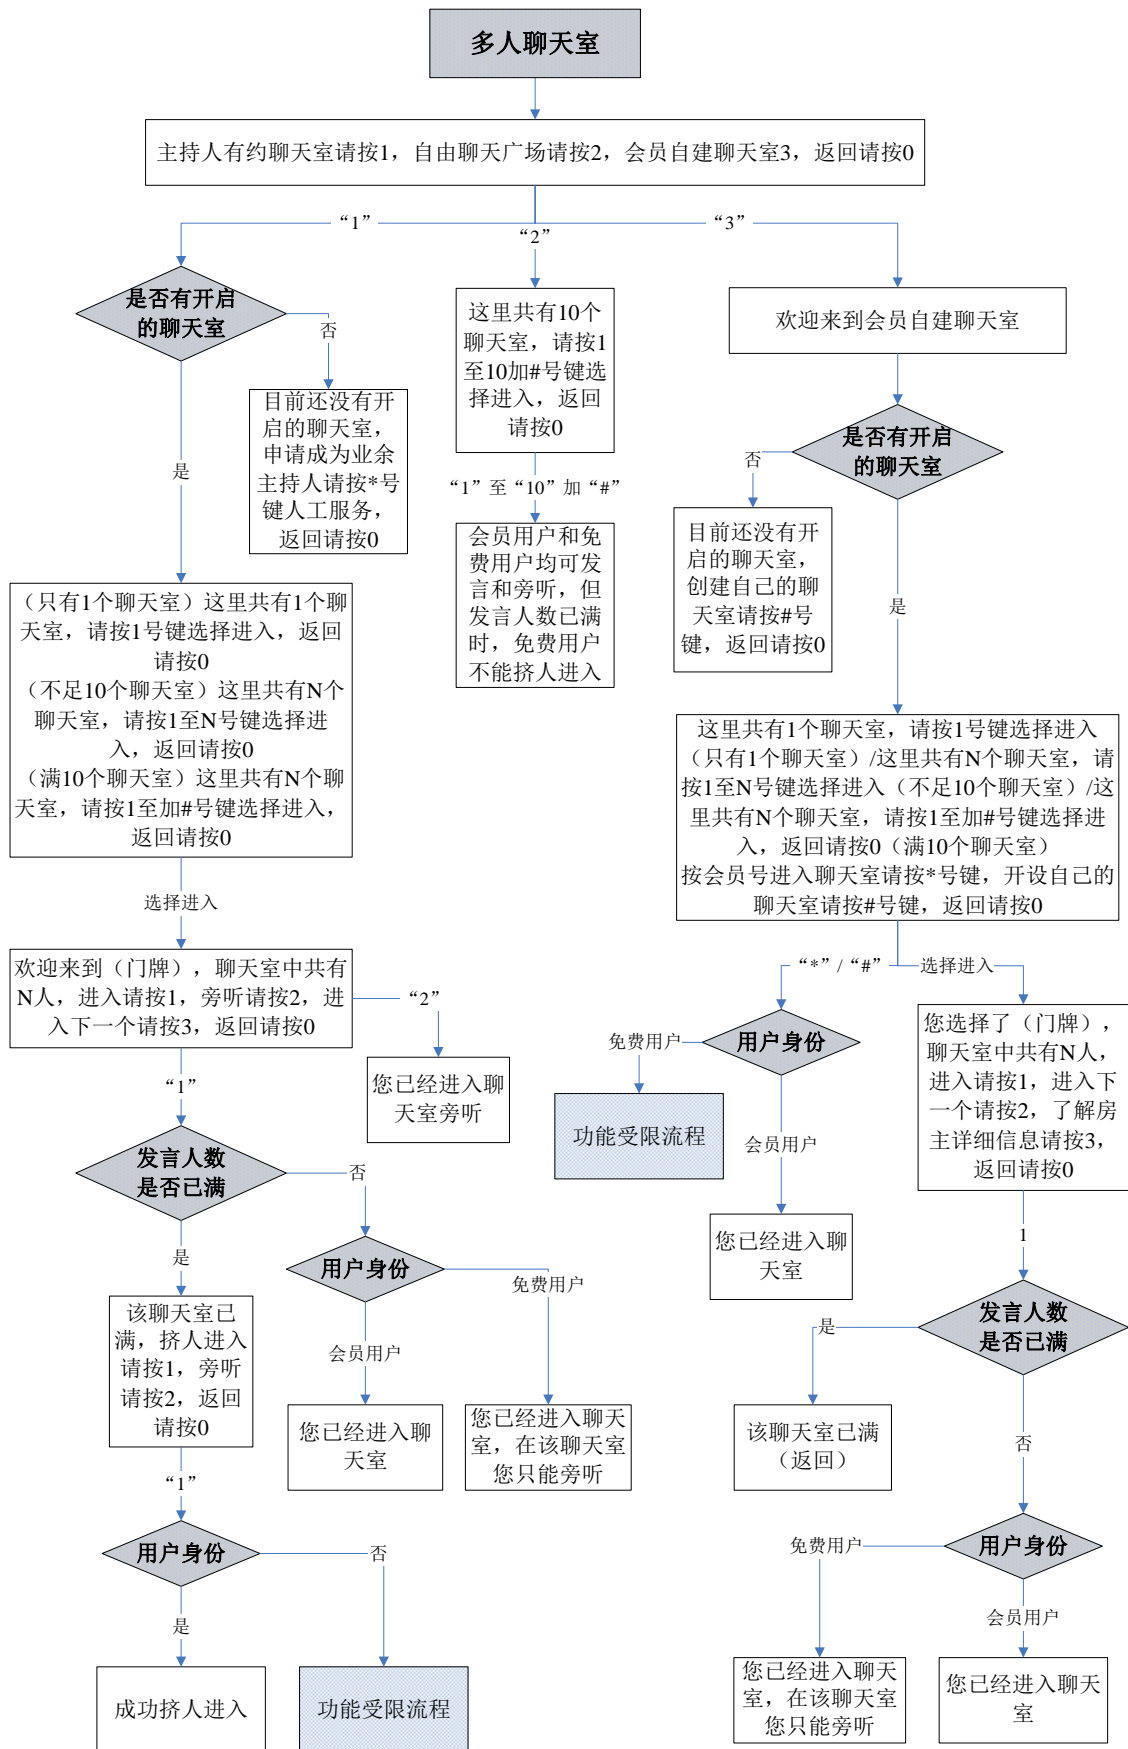 多人聊天室
主持人有约聊天室请按1，自由聊天广场请按2，会员自建聊天室3，返回请按0
“1”
“2”
“3”
是否有开启
的聊天室
否
目前还没有开
启的聊天室，
申请成为业余
主持人请按*号
键人工服务，
返回请按0
是
（只有1个聊天室）这里共有1个聊
天室，请按1号键选择进入，返回
请按0
（不足10个聊天室）这里共有N个
聊天室，请按1至N号键选择进
入，返回请按0
（满10个聊天室）这里共有N个聊
天室，请按1至加#号键选择进入，
返回请按0
选择进入
欢迎来到（门牌），聊天室中共有
N人，进入请按1，旁听请按2，进
入下一个请按3，返回请按0
“2”
您已经进入聊
天室旁听
“1”
发言人数
是否已满
否
用户身份
免费用户
会员用户
您已经进入聊
天室
您已经进入聊天
室，在该聊天室
您只能旁听
是
该聊天室已
满，挤人进入
请按1，旁听
请按2，返回
请按0
“1”
用户身份
否
是
成功挤人进入
功能受限流程
这里共有10个
聊天室，请按1
至10加#号键选
择进入，返回
请按0
“1”至“10”加“#”
会员用户和免
费用户均可发
言和旁听，但
发言人数已满
时，免费用户
不能挤人进入
欢迎来到会员自建聊天室
是否有开启
的聊天室
否
目前还没有开
启的聊天室，
创建自己的聊
天室请按#号
键，返回请按0
是
这里共有1个聊天室，请按1号键选择进入
（只有1个聊天室）/这里共有N个聊天室，请
按1至N号键选择进入（不足10个聊天室）/这
里共有N个聊天室，请按1至加#号键选择进
入，返回请按0（满10个聊天室）
按会员号进入聊天室请按*号键，开设自己的
聊天室请按#号键，返回请按0
“*” / “#”
选择进入
用户身份
免费用户
功能受限流程
会员用户
您已经进入聊
天室
您选择了（门牌），
聊天室中共有N人，
进入请按1，进入下
一个请按2，了解房
主详细信息请按3，
返回请按0
1
发言人数
是否已满
是
该聊天室已满
（返回）
否
用户身份
免费用户
会员用户
您已经进入聊天
室，在该聊天室
您只能旁听
您已经进入聊天
室